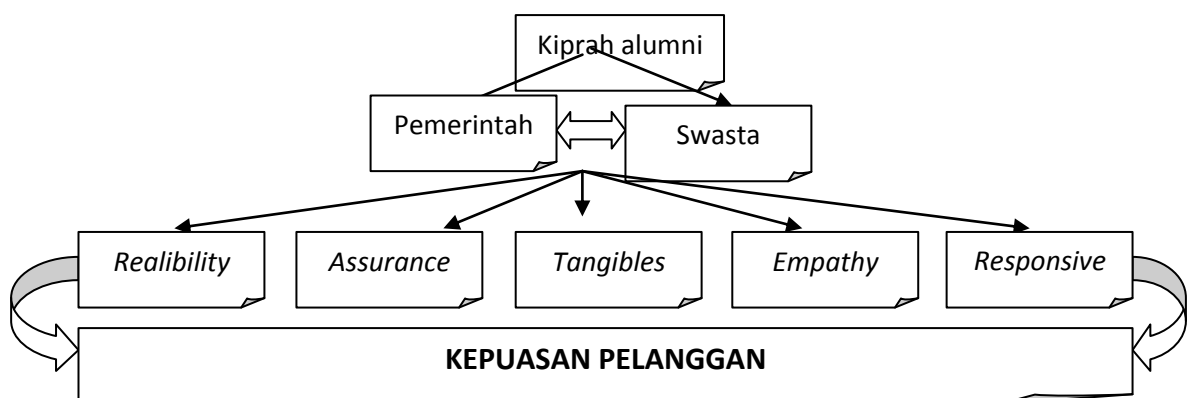 Kiprah alumni
Pemerintah
Swasta
Realibility
Assurance
Tangibles
Empathy
Responsive
KEPUASAN PELANGGAN